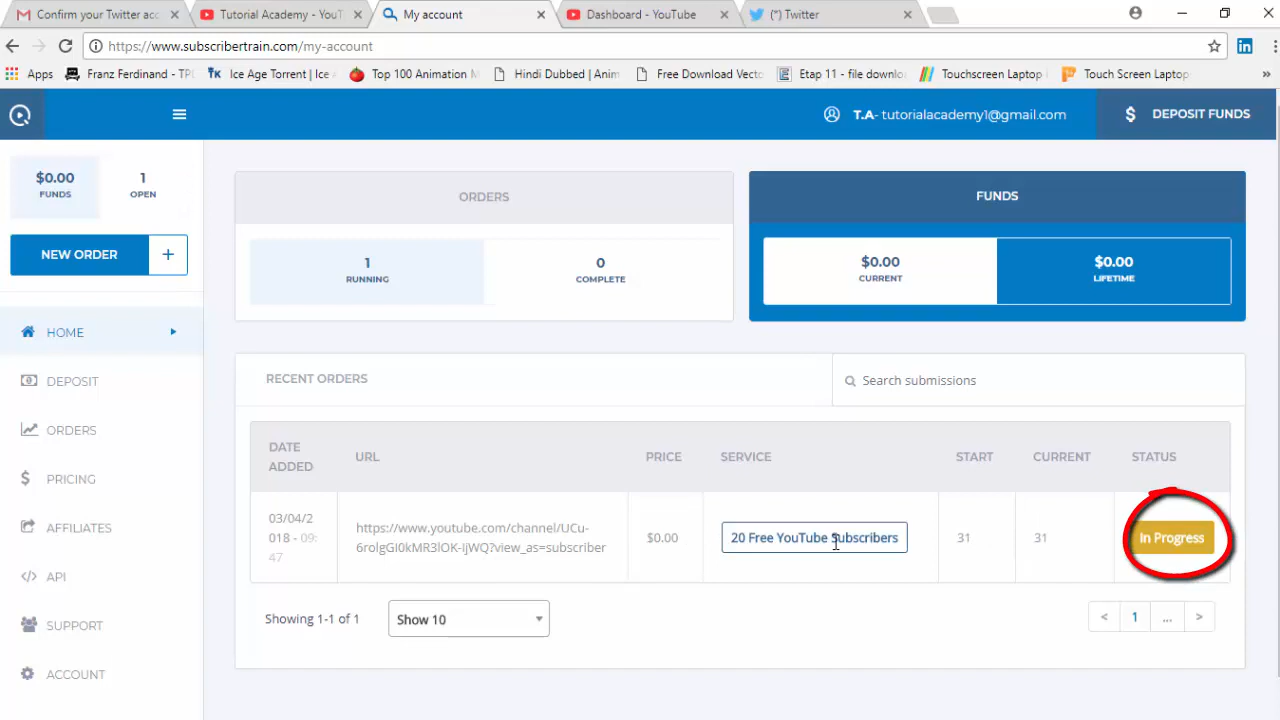 Confirm your Twitter acc
Tutorial Academy - YouT
My account
Dashboard - YouTube
(*) Twitter
https://www.subscribertrain.com/my-account
Apps
Franz Ferdinand - TPE
Ice Age Torrent | Ice
Top 100 Animation M
Hindi Dubbed | Anim
Free Download Vecto
Etap 11 - file downlo
Touchscreen Laptop
Touch Screen Laptop
T.A- tutorialacademy1@gmail.com
$ DEPOSIT FUNDS
$0.00
FUNDS
1
OPEN
NEW ORDER +
HOME
DEPOSIT
ORDERS
$ PRICING
AFFILIATES
</> API
SUPPORT
ACCOUNT
ORDERS
1
RUNNING
0
COMPLETE
FUNDS
$0.00
CURRENT
$0.00
LIFETIME
RECENT ORDERS
Search submissions
DATE ADDED URL PRICE SERVICE START CURRENT STATUS
03/04/2
018 - 09:
47
https://www.youtube.com/channel/UCu-
6rolgGI0kMR3lOK-IjWQ?view_as=subscriber
$0.00
20 Free YouTube Subscribers
31
31
In Progress
Showing 1-1 of 1
Show 10
< 1 ... >